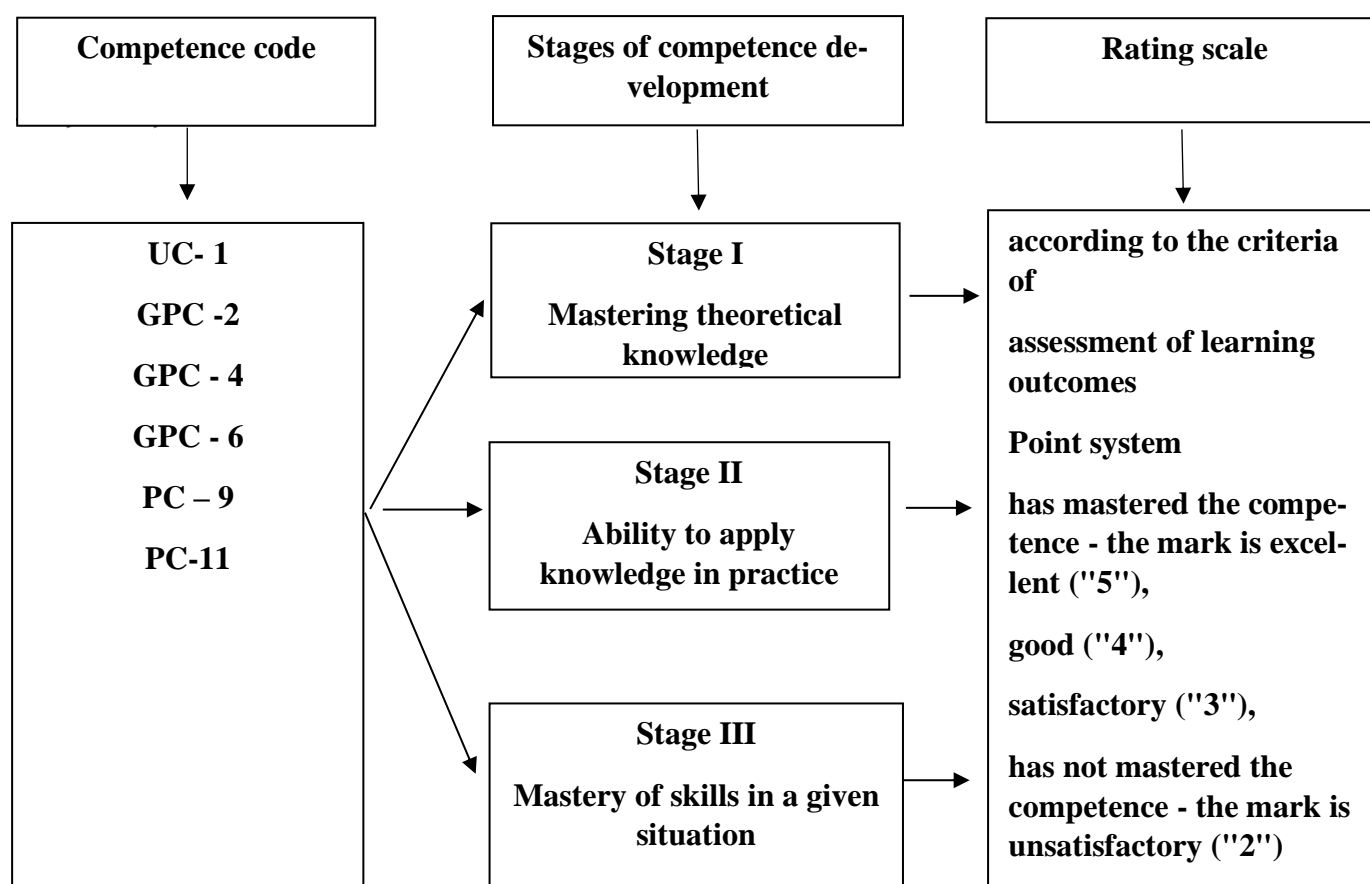 Competence code
Stages of competence de-
velopment
Rating scale
UC- 1
GPC -2
GPC - 4
GPC - 6
PC – 9
PC-11
Stage I
Mastering theoretical
knowledge
Stage II
Ability to apply
knowledge in practice
Stage III
Mastery of skills in a given
situation
according to the criteria
of
assessment of learning
outcomes
Point system
has mastered the compe-
tence - the mark is excel-
lent ("5"),
good ("4"),
satisfactory ("3"),
has not mastered the
competence - the mark is
unsatisfactory ("2")